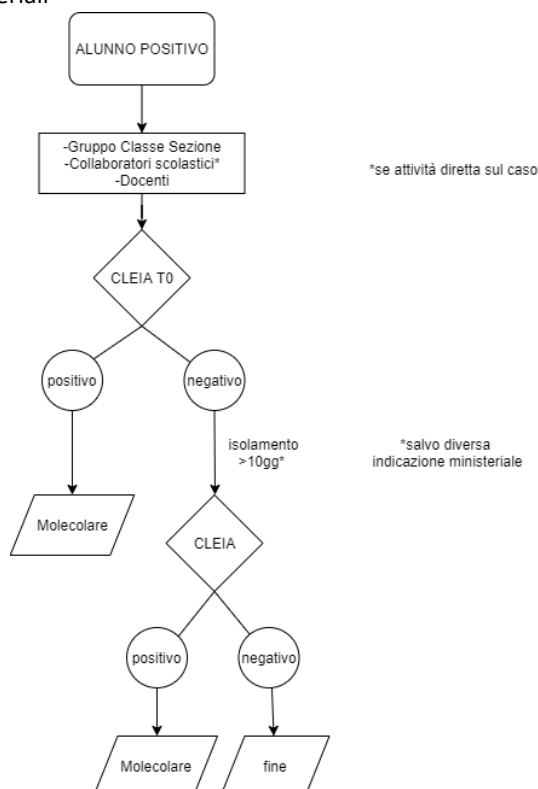 ALUNNO POSITIVO
-Gruppo Classe Sezione
-Collaboratori scolastici*
-Docenti
*se attività diretta sul caso
CLEIA T0
positivo
negativo
isolamento
>10gg*
*salvo diversa
indicazione ministeriale
Molecolare
CLEIA
positivo
negativo
Molecolare
fine